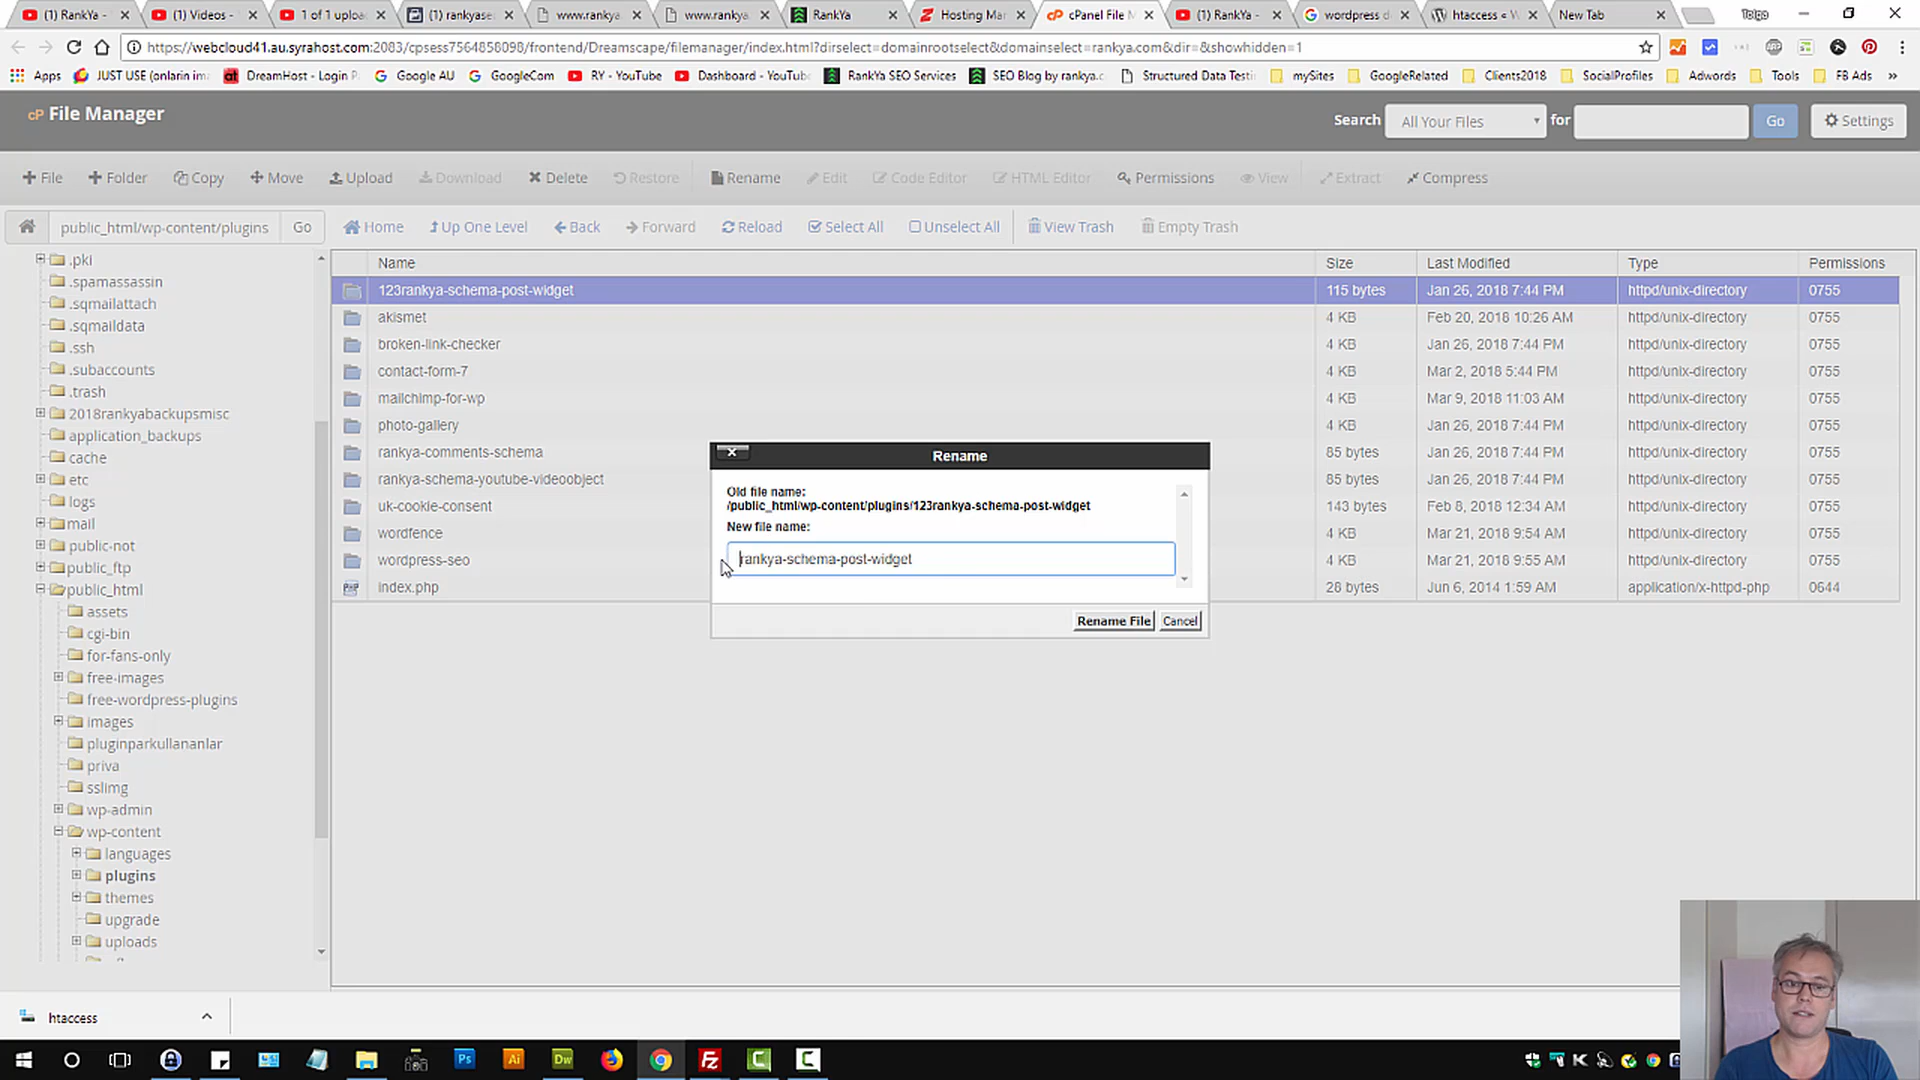 (1) RankYa -
(1) Videos -
1 of 1 uploa
(1) rankyase
www.rankya
www.rankya.
RankYa
Hosting Ma
cPanel File M
(1) RankYa -
wordpress d
htaccess « W
New Tab
Tolga
https://webcloud41.au.syrahost.com:2083/cpsess7564858098/frontend/Dreamscape/filemanager/index.html?dirselect=domainrootselect&domainselect=rankya.com&dir=&showhidden=1
Apps
JUST USE (onlarin im
DreamHost - Login P
Google AU
GoogleCom
RY - YouTube
Dashboard - YouTub
RankYa SEO Services
SEO Blog by rankya.c
Structured Data Testi
mySites
GoogleRelated
Clients2018
SocialProfiles
Adwords
Tools
FB Ads
»
cP File Manager
Search
All Your Files
for
Go
Settings
File
Folder
Copy
Move
Upload
Download
Delete
Restore
Rename
Edit
Code Editor
HTML Editor
Permissions
View
Extract
Compress
public_html/wp-content/plugins
Go
Home
Up One Level
Back
Forward
Reload
Select All
Unselect All
View Trash
Empty Trash
.pki
.spamassassin
.sqmailattach
.sqmaildata
.ssh
.subaccounts
.trash
2018rankyabackupsmisc
application_backups
cache
etc
logs
mail
public-not
public_ftp
public_html
assets
cgi-bin
for-fans-only
free-images
free-wordpress-plugins
images
pluginparkullananlar
priva
sslimg
wp-admin
wp-content
languages
plugins
themes
upgrade
uploads
Name Size Last Modified Type Permissions
123rankya-schema-post-widget 115 bytes Jan 26, 2018 7:44 PM httpd/unix-directory 0755
akismet 4 KB Feb 20, 2018 10:26 AM httpd/unix-directory 0755
broken-link-checker 4 KB Jan 26, 2018 7:44 PM httpd/unix-directory 0755
contact-form-7 4 KB Mar 2, 2018 5:44 PM httpd/unix-directory 0755
mailchimp-for-wp 4 KB Mar 9, 2018 11:03 AM httpd/unix-directory 0755
photo-gallery 4 KB Jan 26, 2018 7:44 PM httpd/unix-directory 0755
rankya-comments-schema 85 bytes Jan 26, 2018 7:44 PM httpd/unix-directory 0755
rankya-schema-youtube-videoobject 85 bytes Jan 26, 2018 7:44 PM httpd/unix-directory 0755
uk-cookie-consent 143 bytes Feb 8, 2018 12:34 AM httpd/unix-directory 0755
wordfence 4 KB Mar 21, 2018 9:54 AM httpd/unix-directory 0755
wordpress-seo 4 KB Mar 21, 2018 9:55 AM httpd/unix-directory 0755
index.php 28 bytes Jun 6, 2014 1:59 AM application/x-httpd-php 0644
Rename
Old file name:
/public_html/wp-content/plugins/123rankya-schema-post-widget
New file name:
rankya-schema-post-widget
Rename File
Cancel
htaccess
Ps
Ai
Dw
Fz